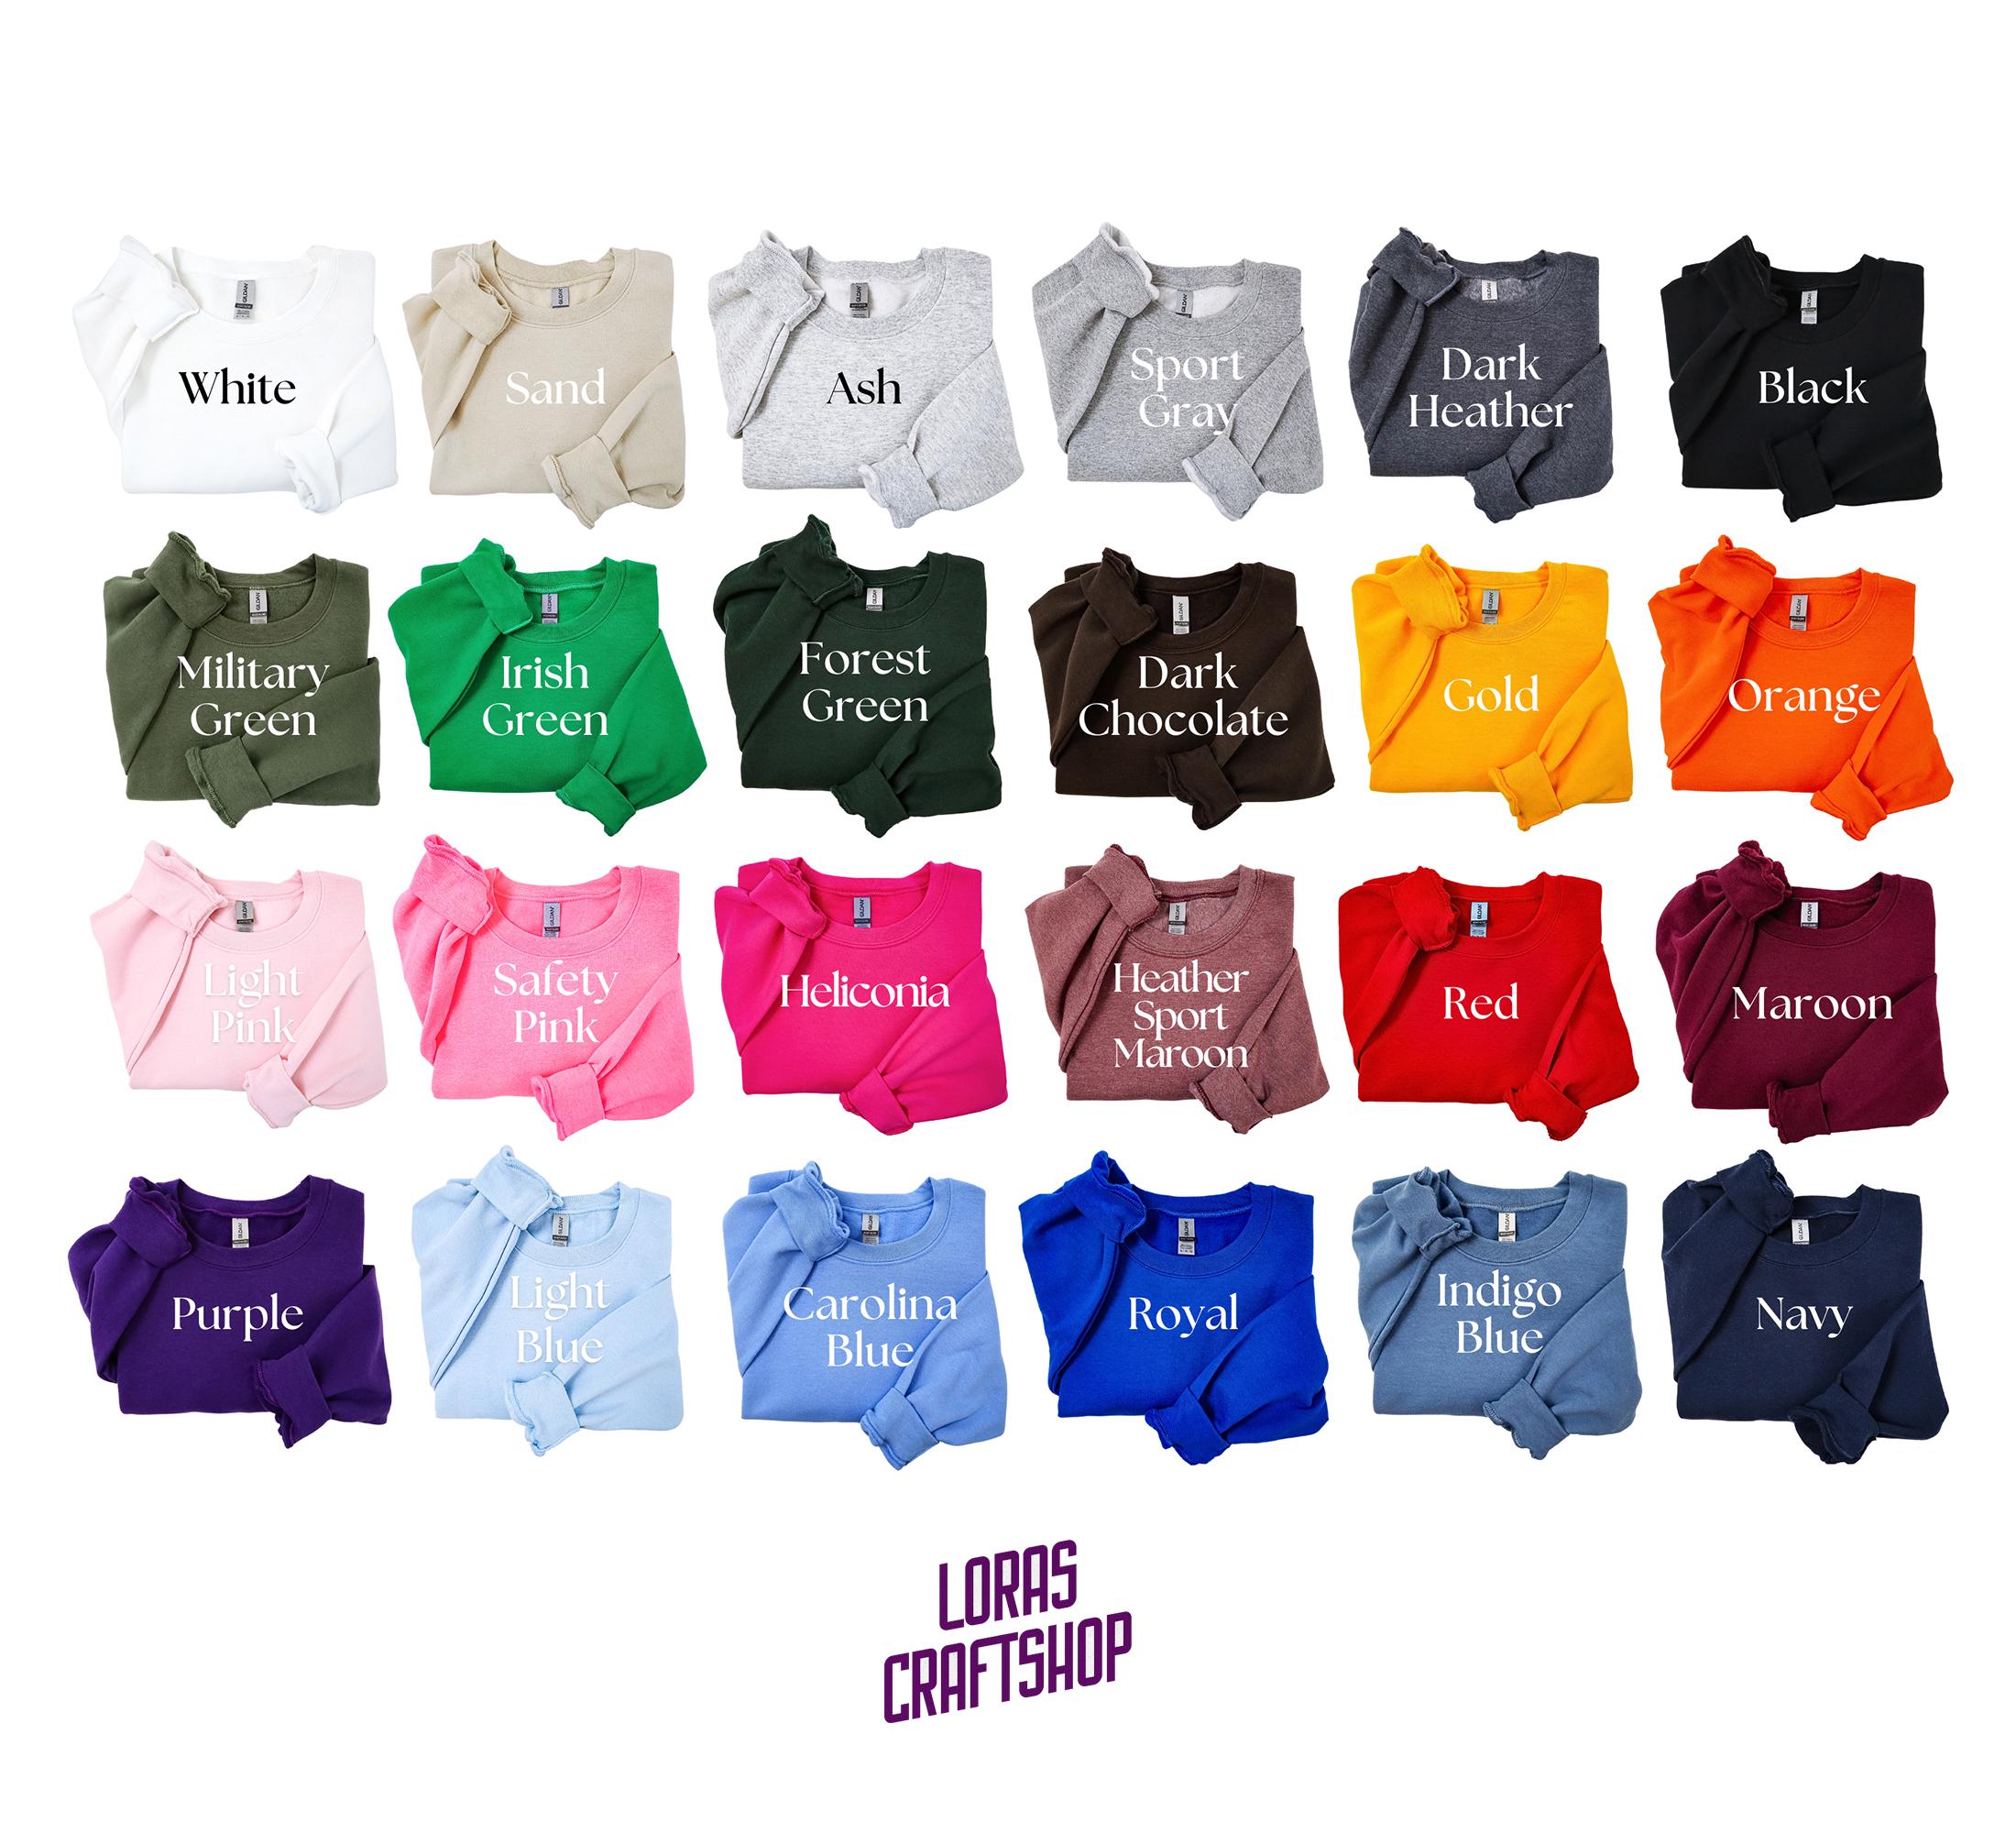 White
Sand
Ash
Sport
Gray
Dark
Heather
Black
Military
Green
Irish
Green
Forest
Green
Dark
Chocolate
Gold
Orange
Light
Pink
Safety
Pink
Heliconia
Heather
Sport
Maroon
Red
Maroon
Purple
Light
Blue
Carolina
Blue
Royal
Indigo
Blue
Navy
LORAS
CRAFTSHOP